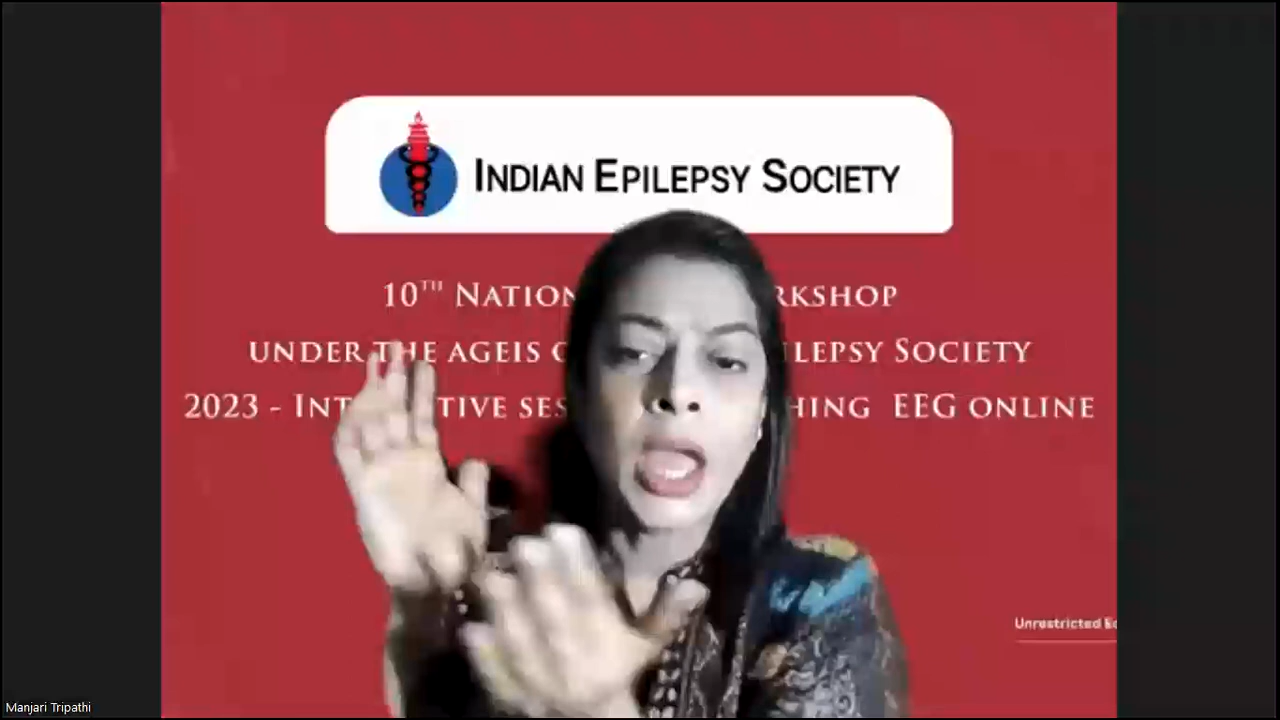 INDIAN EPILEPSY SOCIETY
10TH NATION RKSHOP
UNDER THE AGEIS LEPSY SOCIETY
2023 - INT TIVE SES HING EEG ONLINE
Unrestricted
Manjari Tripathi